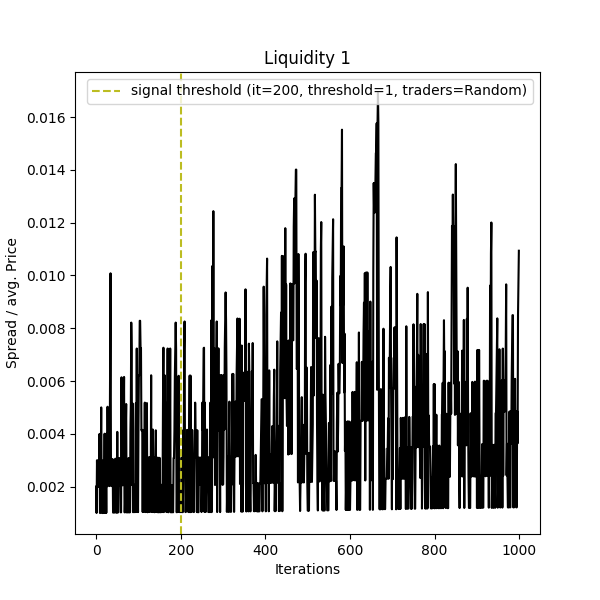 Liquidity 1
signal threshold (it=200, threshold=1, traders=Random)
0.016
0.014
0.012
0.010
0.008
0.006
0.004
0.002
Spread / avg. Price
0 200 400 600 800 1000
Iterations